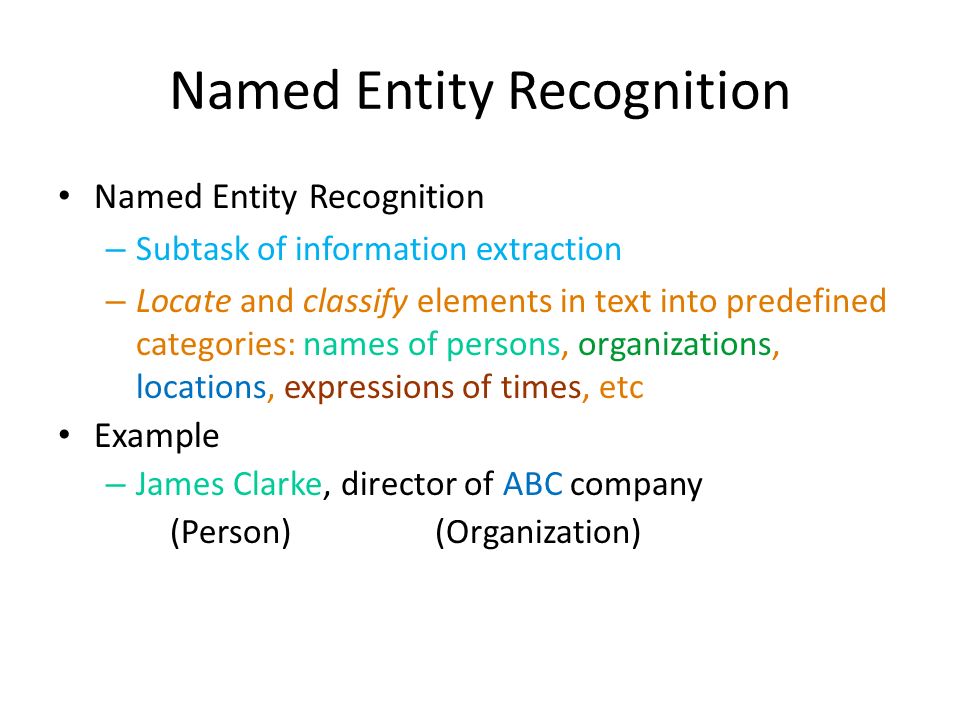 Named Entity Recognition
• Named Entity Recognition
– Subtask of information extraction
– Locate and classify elements in text into predefined
categories: names of persons, organizations,
locations, expressions of times, etc
• Example
– James Clarke, director of ABC company
(Person) (Organization)